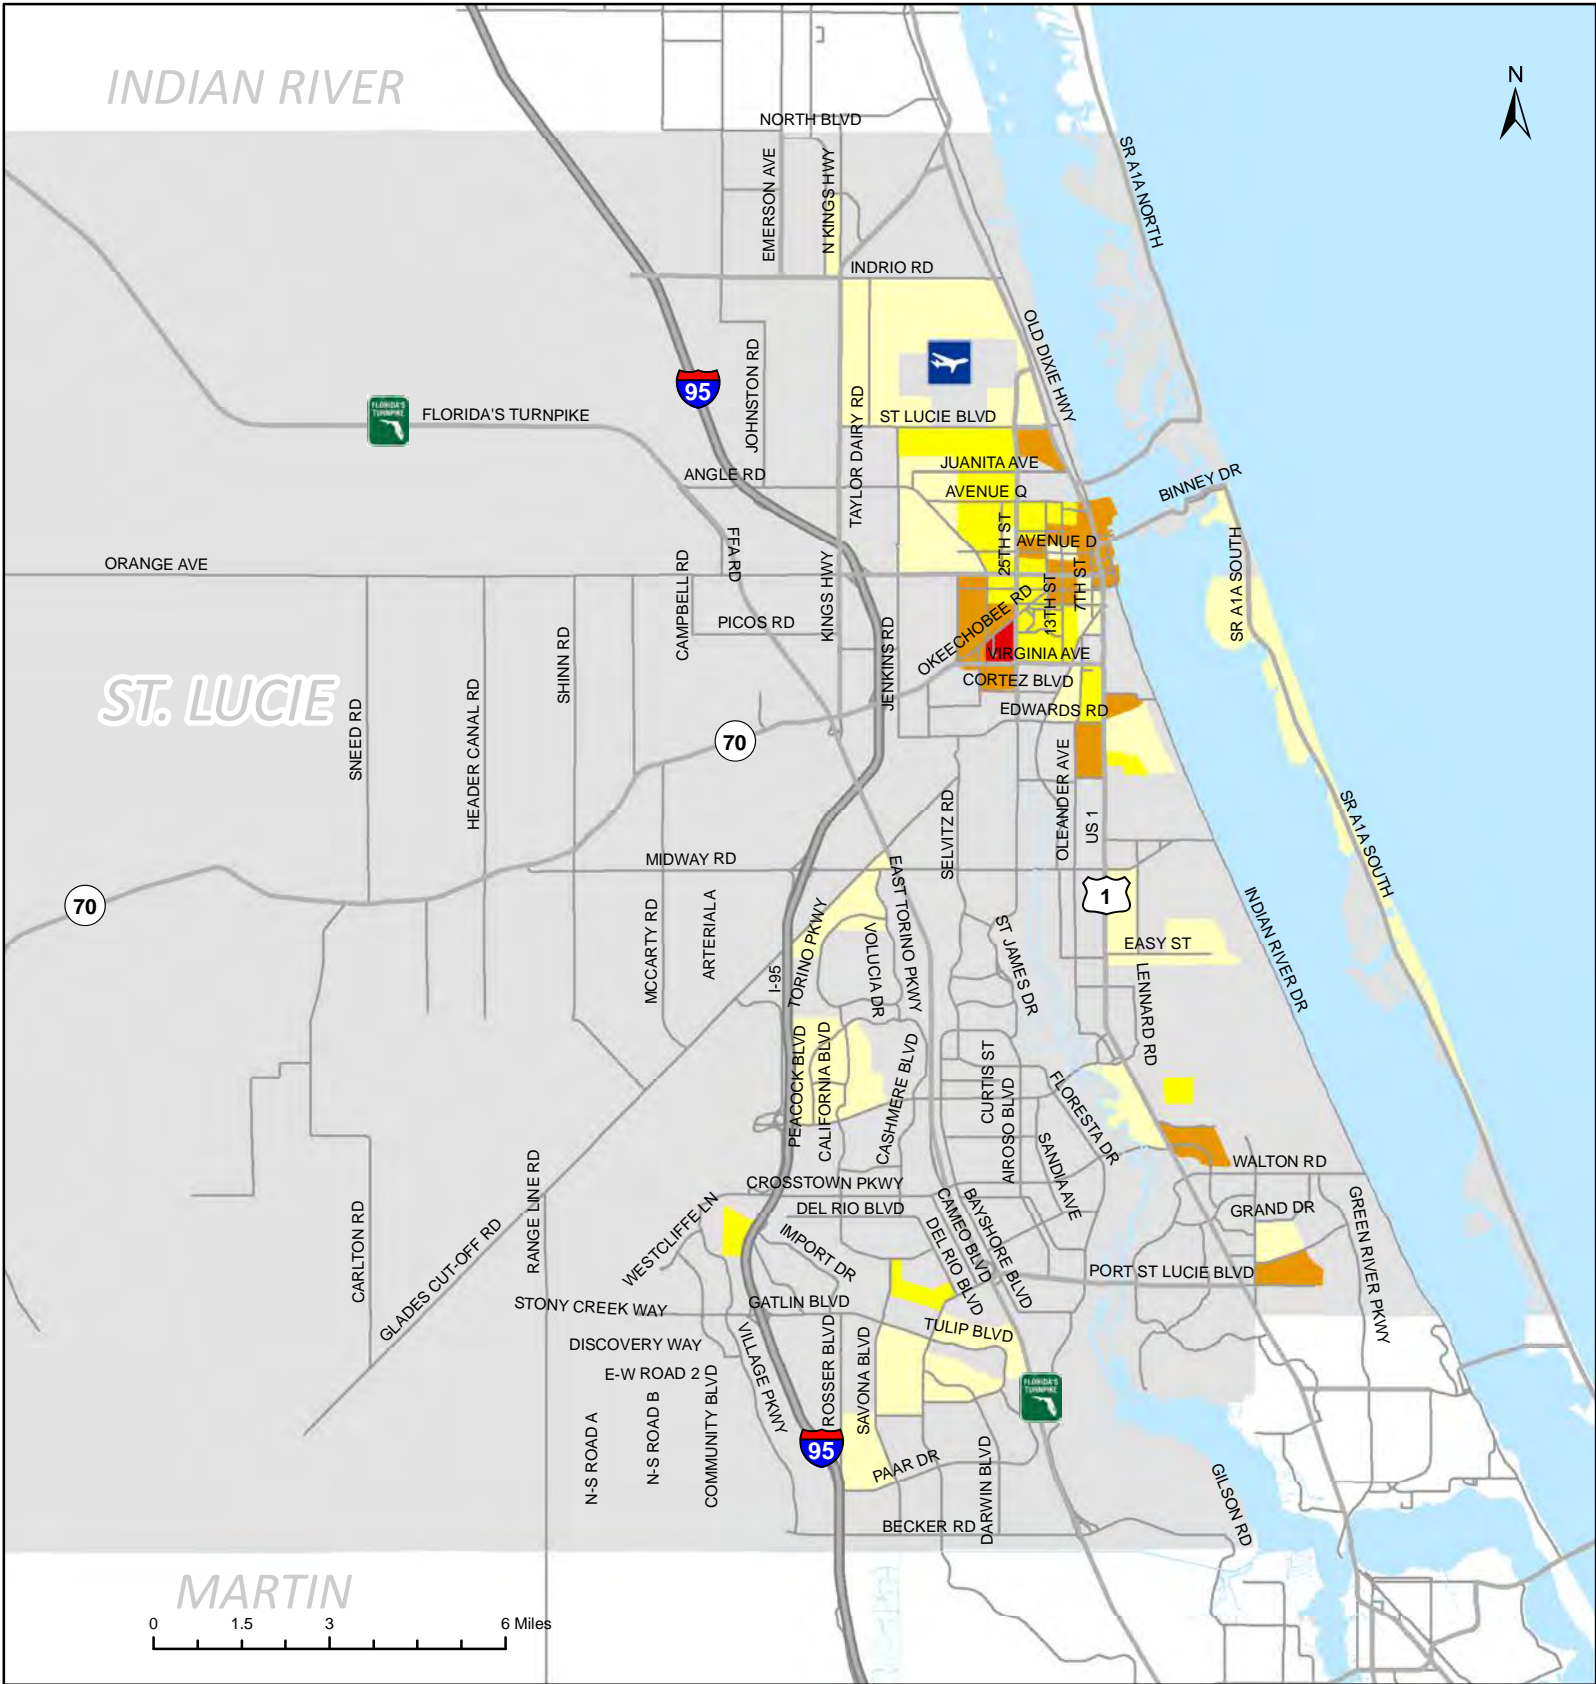 INDIAN RIVER
N
NORTH BLVD
SR A1A NORTH
EMERSON AVE
N KINGS HWY
INDRIO RD
OLD DIXIE HWY
JOHNSTON RD
95
FLORIDA'S
TURNPIKE
FLORIDA'S TURNPIKE
TAYLOR DAIRY RD
ST LUCIE BLVD
JUANITA AVE
ANGLE RD
BINNEY DR
AVENUE Q
25TH ST
AVENUE D
FFA RD
ORANGE AVE
CAMPBELL RD
KINGS HWY
13TH ST
7TH ST
SR A1A SOUTH
PICOS RD
OKEECHOBEE RD
JENKINS RD
VIRGINIA AVE
SHINN RD
CORTEZ BLVD
ST. LUCIE
SNEED RD
HEADER CANAL RD
EDWARDS RD
70
OLEANDER AVE
US 1
SELVITZ RD
SR A1A SOUTH
MIDWAY RD
EAST TORINO PKWY
1
70
MCCARTY RD
ARTERIAL A
TORINO PKWY
VOLUCIA DR
ST JAMES DR
EASY ST
INDIAN RIVER DR
I-95
LENNARD RD
PEACOCK BLVD
CALIFORNIA BLVD
CASHMERE BLVD
CURTIS ST
AIROSO BLVD
FLORESTA DR
SANDIA AVE
WALTON RD
RANGE LINE RD
CROSSTOWN PKWY
DEL RIO BLVD
WESTCLIFFE LN
CAMEO BLVD
BAYSHORE BLVD
DEL RIO BLVD
GRAND DR
GREEN RIVER PKWY
CARLTON RD
GLADES CUT-OFF RD
IMPORT DR
PORT ST LUCIE BLVD
STONY CREEK WAY
GATLIN BLVD
TULIP BLVD
DISCOVERY WAY
VILLAGE PKWY
ROSSER BLVD
SAVONA BLVD
E-W ROAD 2
FLORIDA'S
TURNPIKE
N-S ROAD A
N-S ROAD B
COMMUNITY BLVD
95
PAAR DR
DARWIN BLVD
GILSON RD
BECKER RD
MARTIN
0 1.5 3 6 Miles